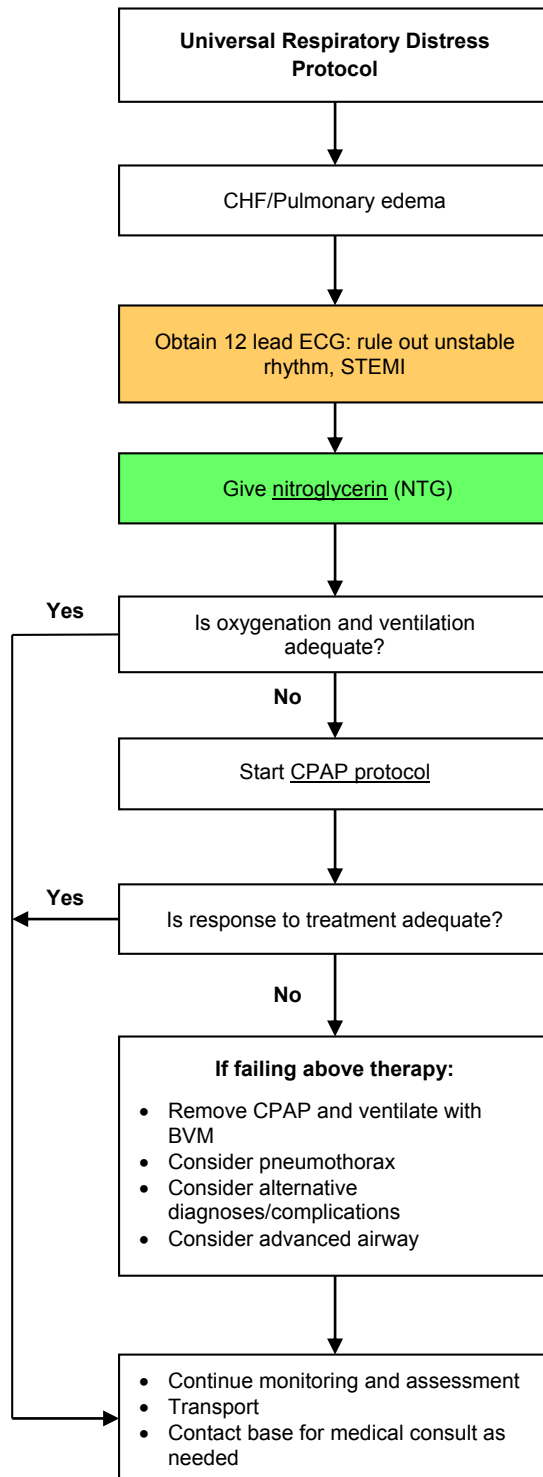 Universal Respiratory Distress
Protocol
CHF/Pulmonary edema
Obtain 12 lead ECG: rule out unstable
rhythm, STEMI
Give nitroglycerin (NTG)
Yes
Is oxygenation and ventilation
adequate?
No
Start CPAP protocol
Yes
Is response to treatment adequate?
No
If failing above therapy:
• Remove CPAP and ventilate with
BVM
• Consider pneumothorax
• Consider alternative
diagnoses/complications
• Consider advanced airway
• Continue monitoring and assessment
• Transport
• Contact base for medical consult as
needed